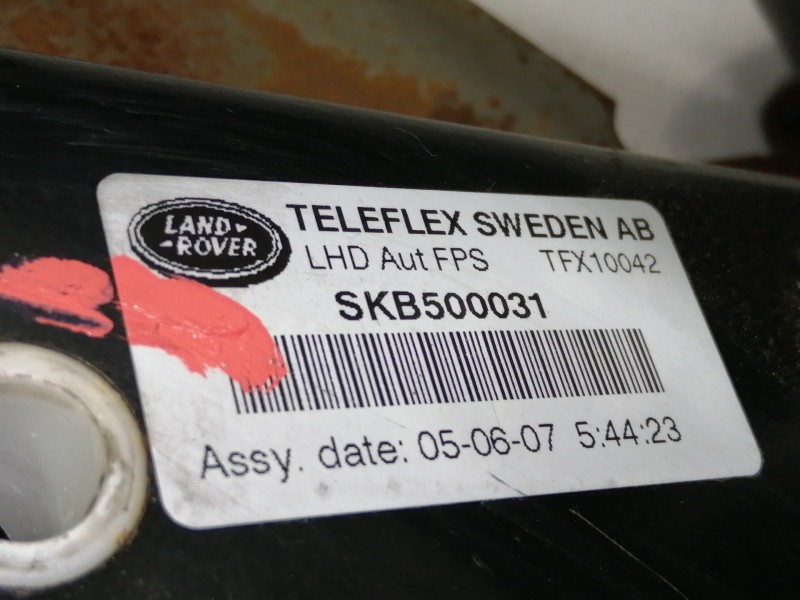 LAND
ROVER
TELEFLEX SWEDEN AB
LHD Aut FPS TFX10042
SKB500031
Assy. date: 05-06-07 5:44:23